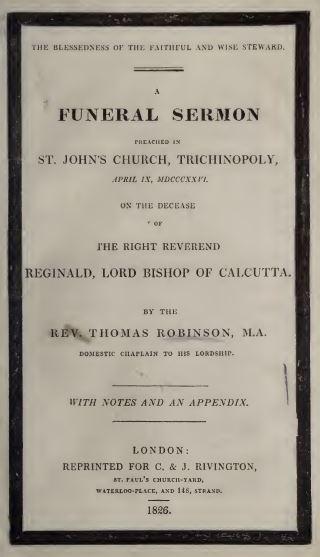 THE BLESSEDNESS OF THE FAITHFUL AND WISE STEWARD.
A
FUNERAL SERMON
PREACHED IN
ST. JOHN'S CHURCH, TRICHINOPOLY,
APRIL IX, MDCCCXXVI.
ON THE DECEASE
OF
THE RIGHT REVEREND
REGINALD, LORD BISHOP OF CALCUTTA.
BY THE
REV. THOMAS ROBINSON, M.A.
DOMESTIC CHAPLAIN TO HIS LORDSHIP.
WITH NOTES AND AN APPENDIX.
LONDON:
REPRINTED FOR C. & J. RIVINGTON,
ST. PAUL'S CHURCH-YARD,
WATERLOO-PLACE, AND 148, STRAND.
1826.